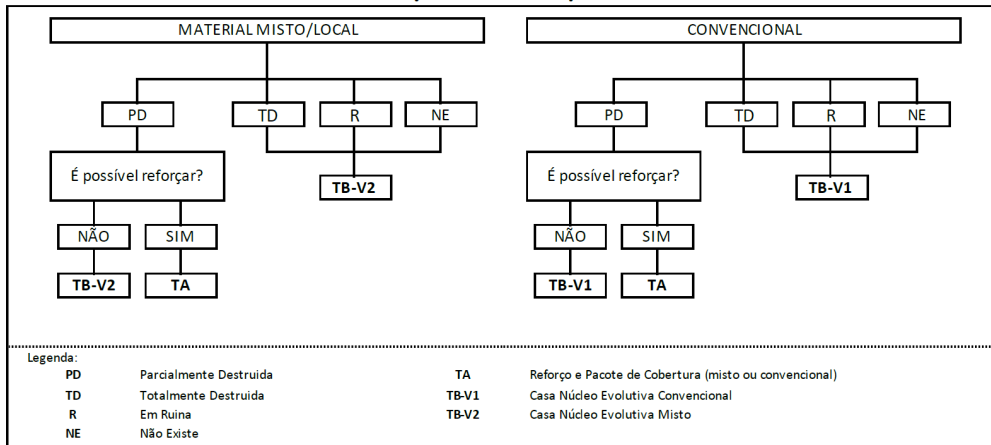 MATERIAL MISTO/LOCAL
PD
TD
R
NE
É possível reforçar?
TB-V2
NÃO
SIM
TB-V2
TA
CONVENCIONAL
PD
TD
R
NE
É possível reforçar?
TB-V1
NÃO
SIM
TB-V1
TA
Legenda:
PD Parcialmente Destruida
TD Totalmente Destruida
R Em Ruina
NE Não Existe
TA Reforço e Pacote de Cobertura (misto ou convencional)
TB-V1 Casa Núcleo Evolutiva Convencional
TB-V2 Casa Núcleo Evolutiva Misto